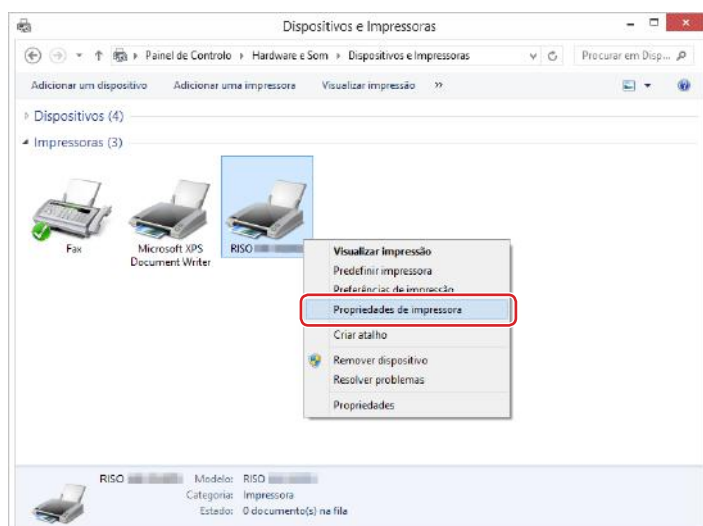 Dispositivos e Impressoras
Painel de Controlo Hardware e Som Dispositivos e Impressoras
Procurar em Disp...
Adicionar um dispositivo Adicionar uma impressora Visualizar impressão »
Dispositivos (4)
Impressoras (3)
Fax
Microsoft XPS
Document Writer
RISO
Visualizar impressão
Predefinir impressora
Preferências de impressão
Propriedades de impressora
Criar atalho
Remover dispositivo
Resolver problemas
Propriedades
RISO Modelo: RISO
Categoria: Impressora
Estado: 0 documento(s) na fila